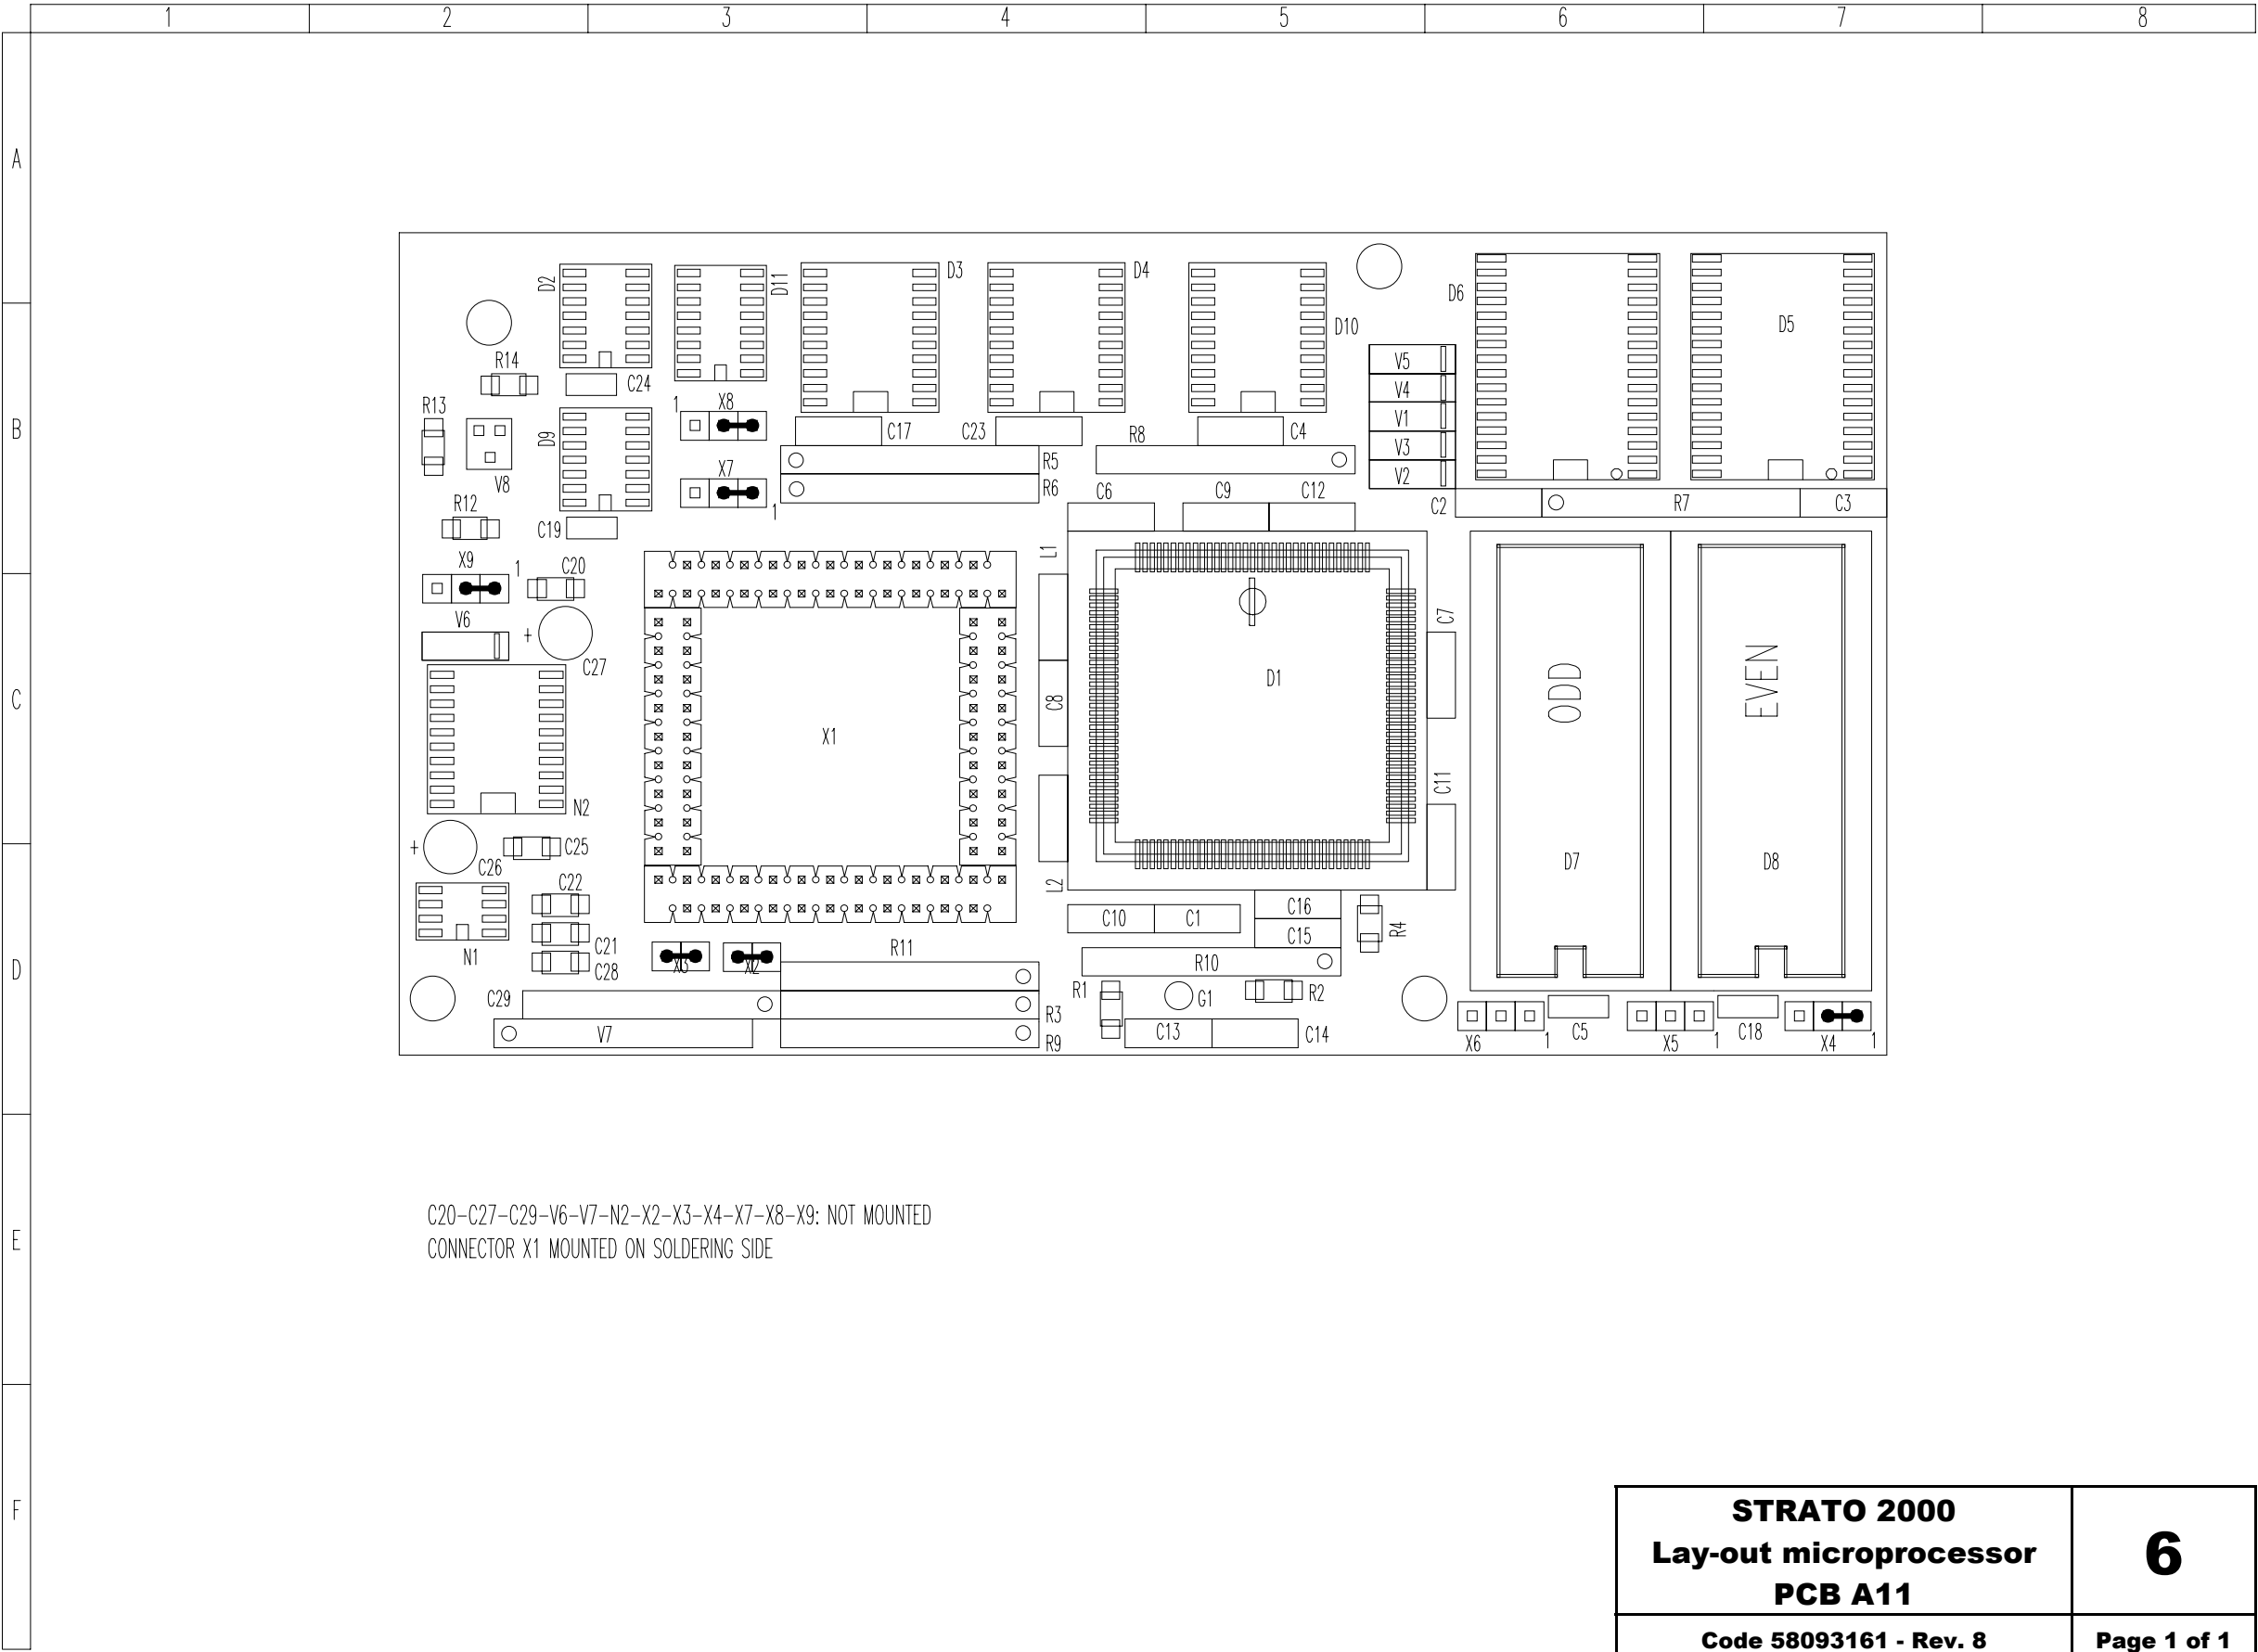 1 2 3 4 5 6 7 8
A
D2 D11 D3 D4 D6
D10 D5
R14 V5
C24 V4
R13 1 X8
B D9 C17 C23 R8 C4 V1
V3
X7 R5
V8 R6 C6 C9 C12 V2
R12 1 C2 R7 C3
C19
X9 1 C20 L1
V6 + C7
C27
C ODD EVEN
D1
C8
X1
C11
N2
+ C25
C26 C22 L2 D7 D8
C10 C1 C16
C15 R4
N1 C21 R11
D C28 X3 X2 R10
C29 R1 G1 R2
R3
V7 R9 C13 C14 X6 1 C5 X5 1 C18 X4 1
E
C20-C27-C29-V6-V7-N2-X2-X3-X4-X7-X8-X9: NOT MOUNTED
CONNECTOR X1 MOUNTED ON SOLDERING SIDE
F
STRATO 2000
Lay-out microprocessor
PCB A11
6
Code 58093161 - Rev. 8
Page 1 of 1